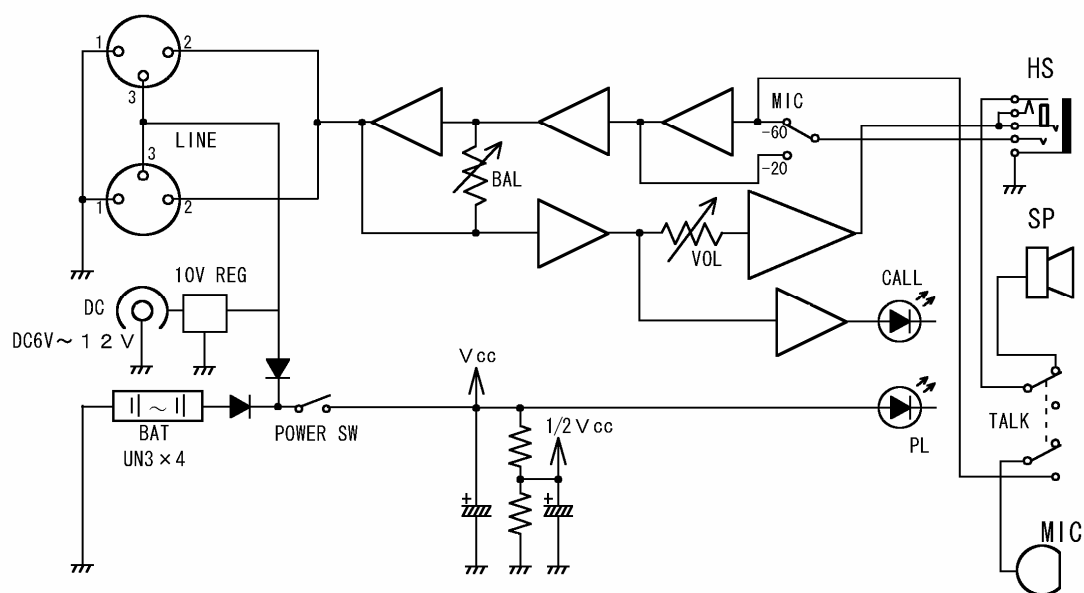 1
2
3
LINE
3
1
2
MIC
-60
-20
HS
BAL
VOL
SP
10V REG
DC
DC6V～１２V
CALL
Vcc
BAT
UN3×4
POWER SW
1/2Vcc
TALK
PL
+
+
MIC